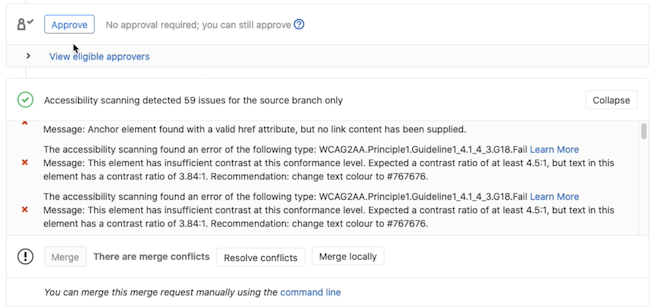 Approve No approval required; you can still approve
View eligible approvers
Accessibility scanning detected 59 issues for the source branch only Collapse
Message: Anchor element found with a valid href attribute, but no link content has been supplied.
The accessibility scanning found an error of the following type: WCAG2AA.Principle1.Guideline1_4.1_4_3.G18.Fail Learn More
Message: This element has insufficient contrast at this conformance level. Expected a contrast ratio of at least 4.5:1, but text in this
element has a contrast ratio of 3.84:1. Recommendation: change text colour to #767676.
The accessibility scanning found an error of the following type: WCAG2AA.Principle1.Guideline1_4.1_4_3.G18.Fail Learn More
Message: This element has insufficient contrast at this conformance level. Expected a contrast ratio of at least 4.5:1, but text in this
element has a contrast ratio of 3.84:1. Recommendation: change text colour to #767676.
Merge There are merge conflicts Resolve conflicts Merge locally
You can merge this merge request manually using the command line